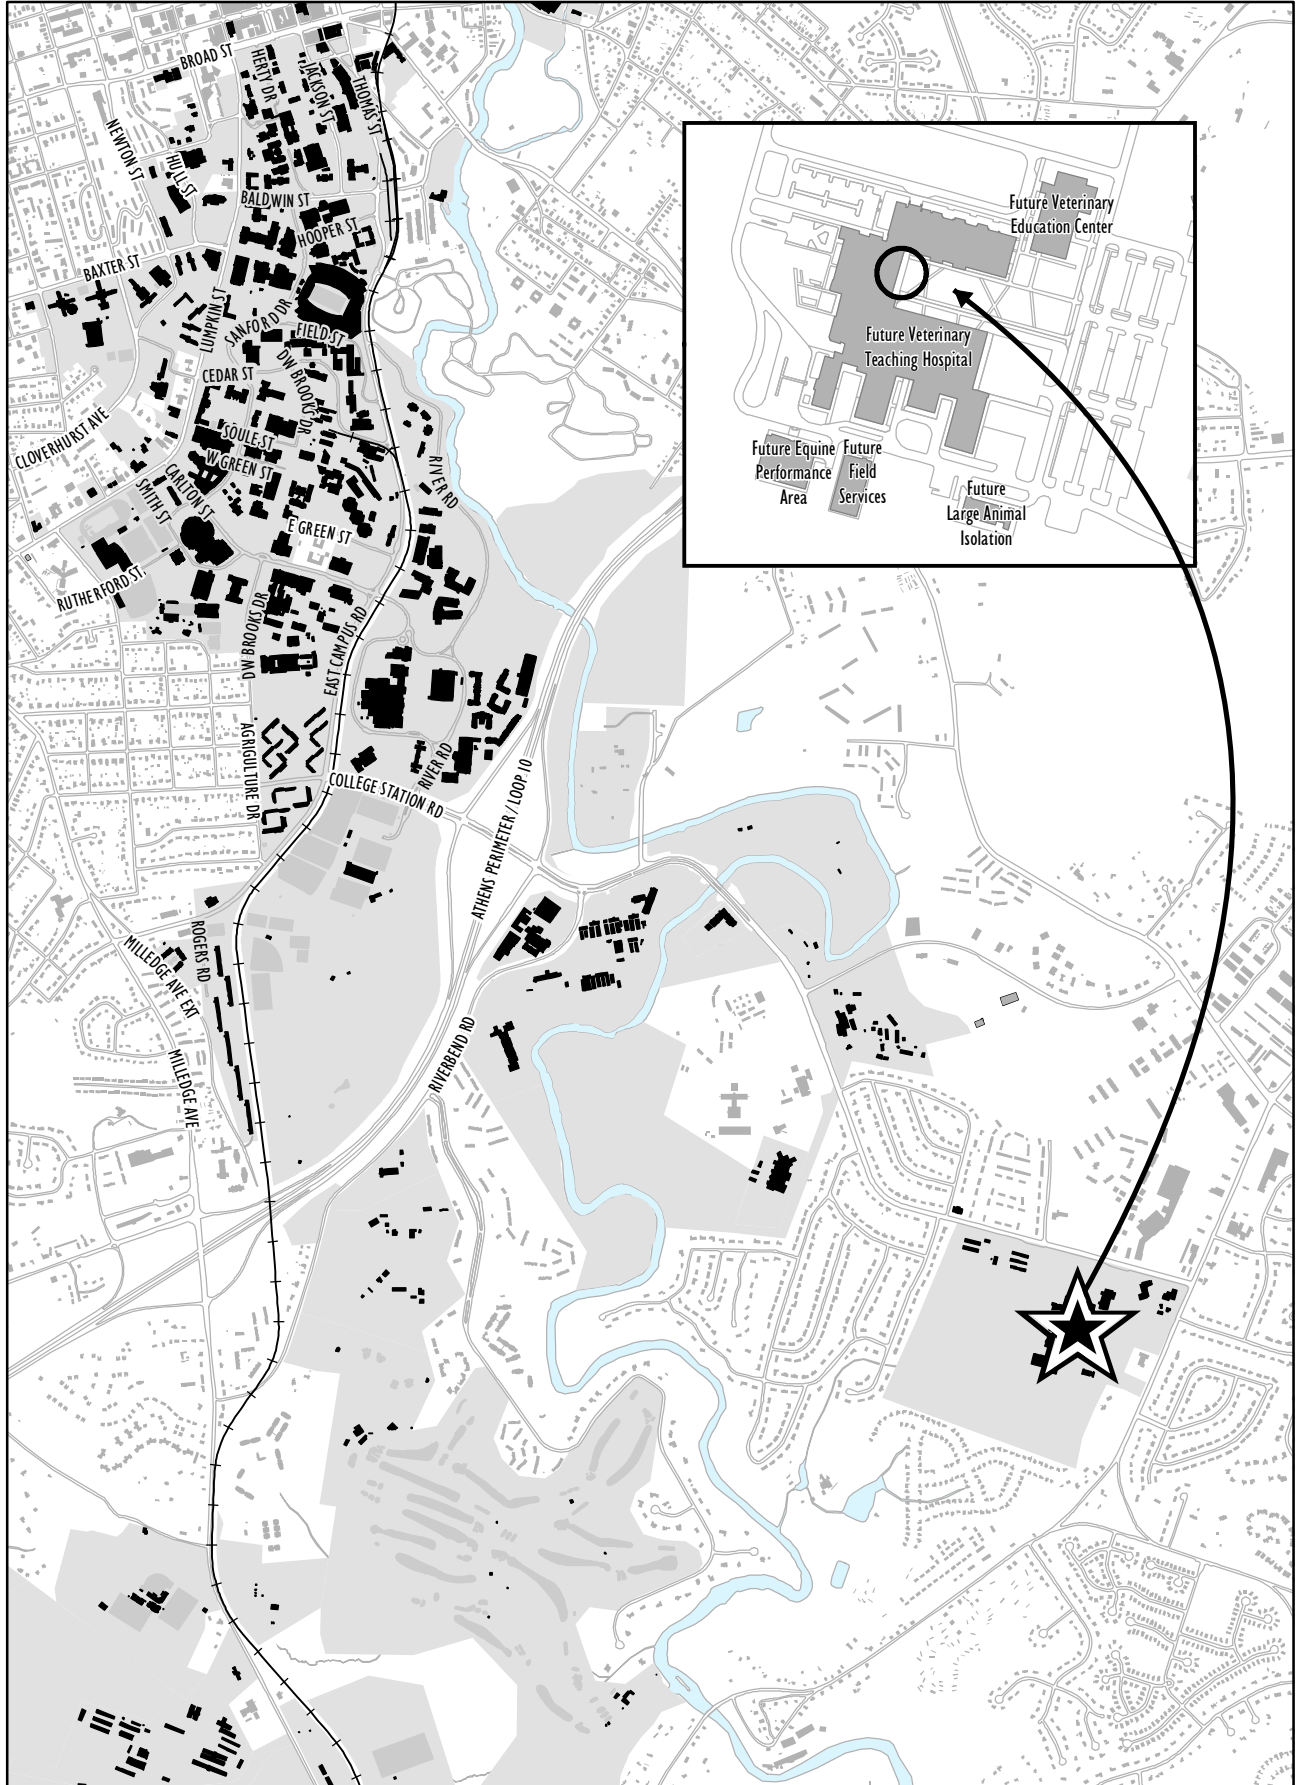 BROAD ST
HERTY DR
JACKSON ST
THOMAS ST
NEWTON ST
HULL ST
BALDWIN ST
HOOPER ST
BAXTER ST
LUMPKIN ST
SANFORD DR
FIELD ST
CEDAR ST
DW BROOKS DR
CLOVERHURST AVE
SOULE ST
W GREEN ST
CARLTON ST
SMITH ST
RIVER RD
E GREEN ST
RUTHERFORD ST.
DW BROOKS DR
EAST CAMPUS RD
AGRIGULTURE DR
RIVER RD
COLLEGE STATION RD
ATHENS PERIMETER / LOOP 10
ROGERS RD
MILLEDGE AVE EXT
MILLEDGE AVE
RIVERBEND RD
Future Veterinary
Education Center
Future Veterinary
Teaching Hospital
Future Equine
Performance
Area
Future
Field
Services
Future
Large Animal
Isolation